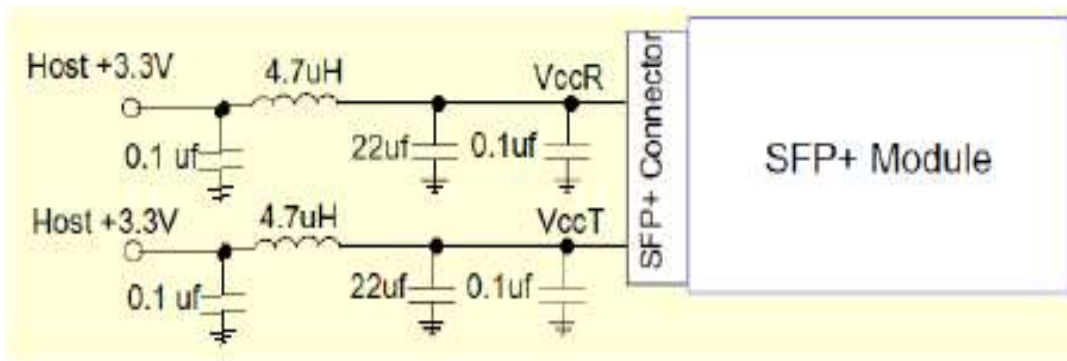 Host +3.3V
4.7uH
VccR
0.1 uf
22uf
0.1uf
Host +3.3V
4.7uH
VccT
0.1 uf
22uf
0.1uf
SFP+ Connector
SFP+ Module